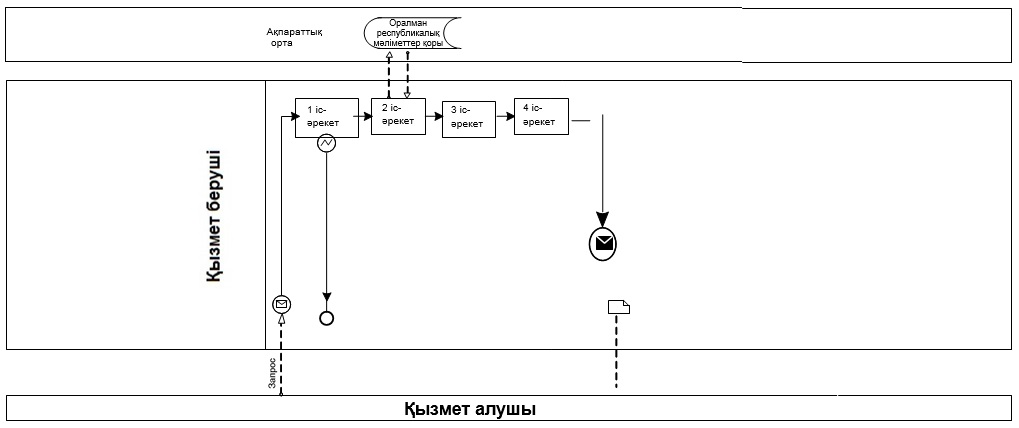 Ақпараттық
орта
Оралман
республикалық
мәліметтер қоры
1 іс-
әрекет
2 іс-
әрекет
3 іс-
әрекет
4 іс-
әрекет
Қызмет беруші
Запрос
Қызмет алушы